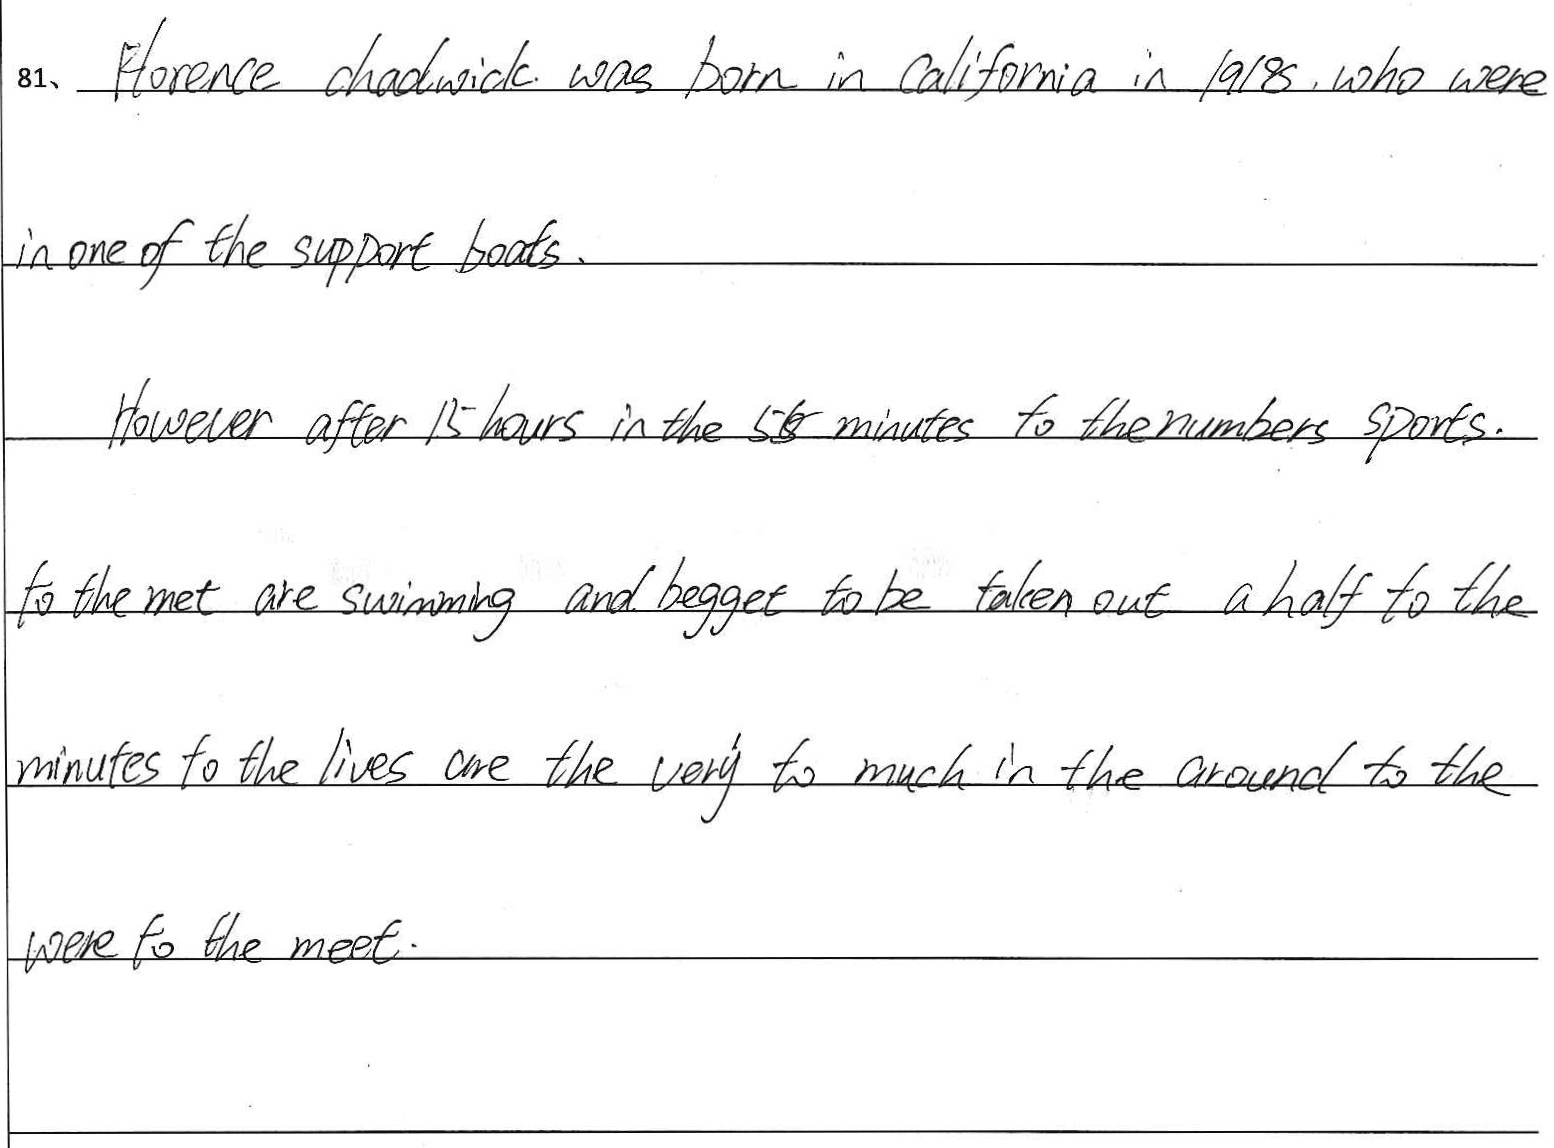 81、 Florence chadwick. was born in California in 1918. who were
in one of the support boats.
However after 15 hours in the 55 minutes to the numbers sports.
to the met are swimming and begget to be taken out a half to the
minutes to the lives are the very to much in the around to the
were to the meet.